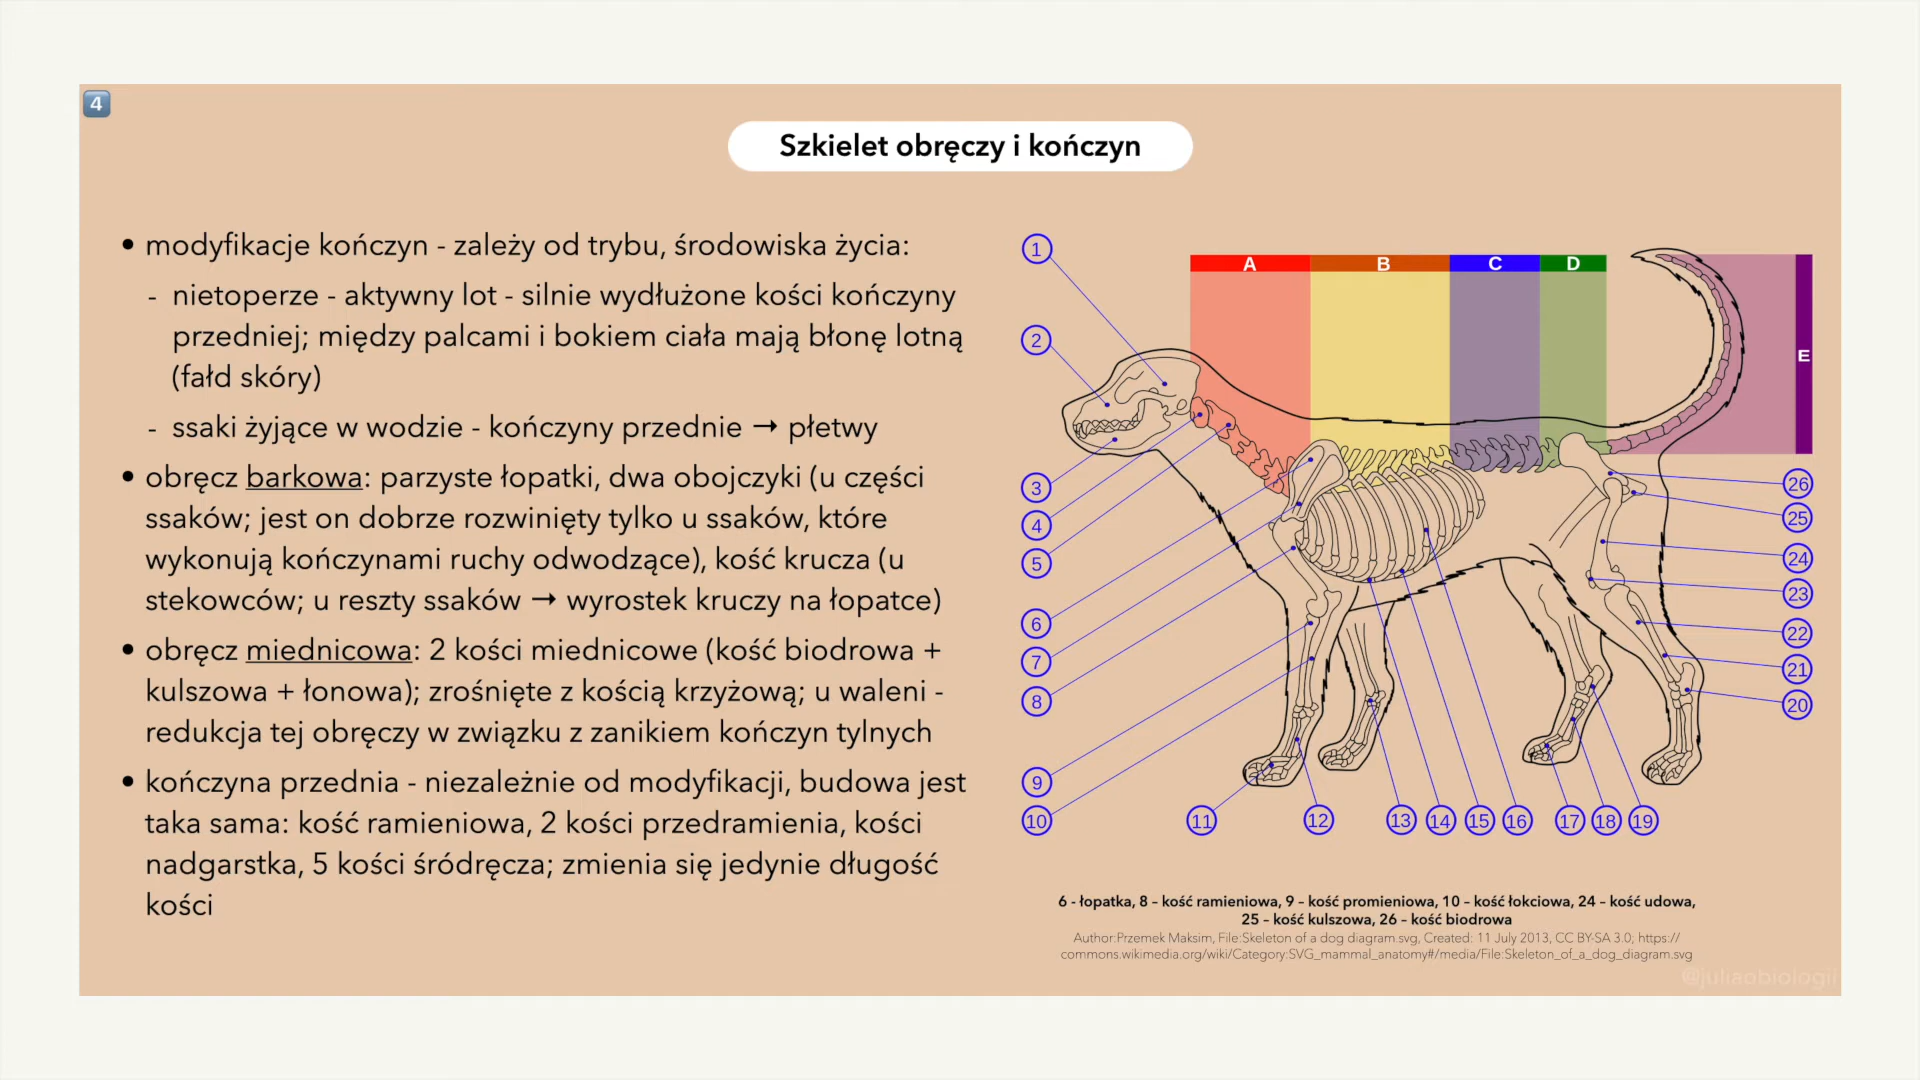 4
Szkielet obręczy i kończyn
• modyfikacje kończyn - zależy od trybu, środowiska życia:
- nietoperze - aktywny lot - silnie wydłużone kości kończyny
przedniej; między palcami i bokiem ciała mają błonę lotną
(fałd skóry)
- ssaki żyjące w wodzie - kończyny przednie → płetwy
• obręcz barkowa: parzyste łopatki, dwa obojczyki (u części
ssaków; jest on dobrze rozwinięty tylko u ssaków, które
wykonują kończynami ruchy odwodzące), kość krucza (u
stekowców; u reszty ssaków → wyrostek kruczy na łopatce)
• obręcz miednicowa: 2 kości miednicowe (kość biodrowa +
kulszowa + łonowa); zrośnięte z kością krzyżową; u waleni -
redukcja tej obręczy w związku z zanikiem kończyn tylnych
• kończyna przednia - niezależnie od modyfikacji, budowa jest
taka sama: kość ramieniowa, 2 kości przedramienia, kości
nadgarstka, 5 kości śródręcza; zmienia się jedynie długość
kości
A B C D
E
1
2
3
4
5
6
7
8
9
10
11 12 13 14 15 16 17 18 19
26
25
24
23
22
21
20
6 - łopatka, 8 – kość ramieniowa, 9 – kość promieniowa, 10 – kość łokciowa, 24 – kość udowa,
25 – kość kulszowa, 26 – kość biodrowa
Author:Przemek Maksim, File:Skeleton of a dog diagram.svg, Created: 11 July 2013, CC BY-SA 3.0; https://
commons.wikimedia.org/wiki/Category:SVG_mammal_anatomy#/media/File:Skeleton_of_a_dog_diagram.svg
@juliaobiologii